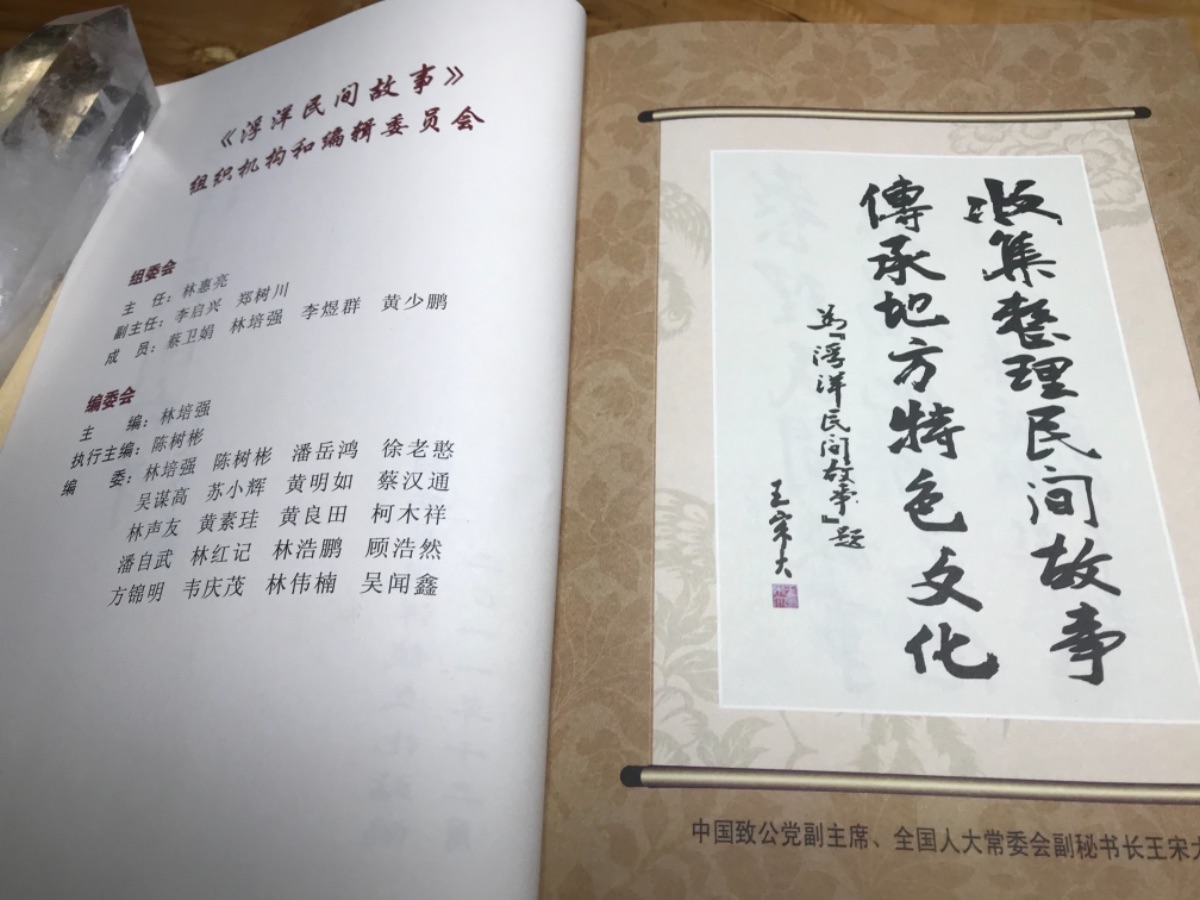 《浮洋民间故事》
组织机构和编辑委员会
组委会
主 任：林惠亮
副主任：李启兴 郑树川
成 员：蔡卫娟 林培强 李煜群 黄少鹏
编委会
主 编：林培强
执行主编：陈树彬
编 委：林培强 陈树彬 潘岳鸿 徐老憨
吴谋高 苏小辉 黄明如 蔡汉通
林声友 黄素珪 黄良田 柯木祥
潘自武 林红记 林浩鹏 顾浩然
方锦明 韦庆茂 林伟楠 吴闻鑫
收集整理民间故事
傳承地方特色文化
为『浮洋民间故事』题
王宋大
中国致公党副主席、全国人大常委会副秘书长王宋大